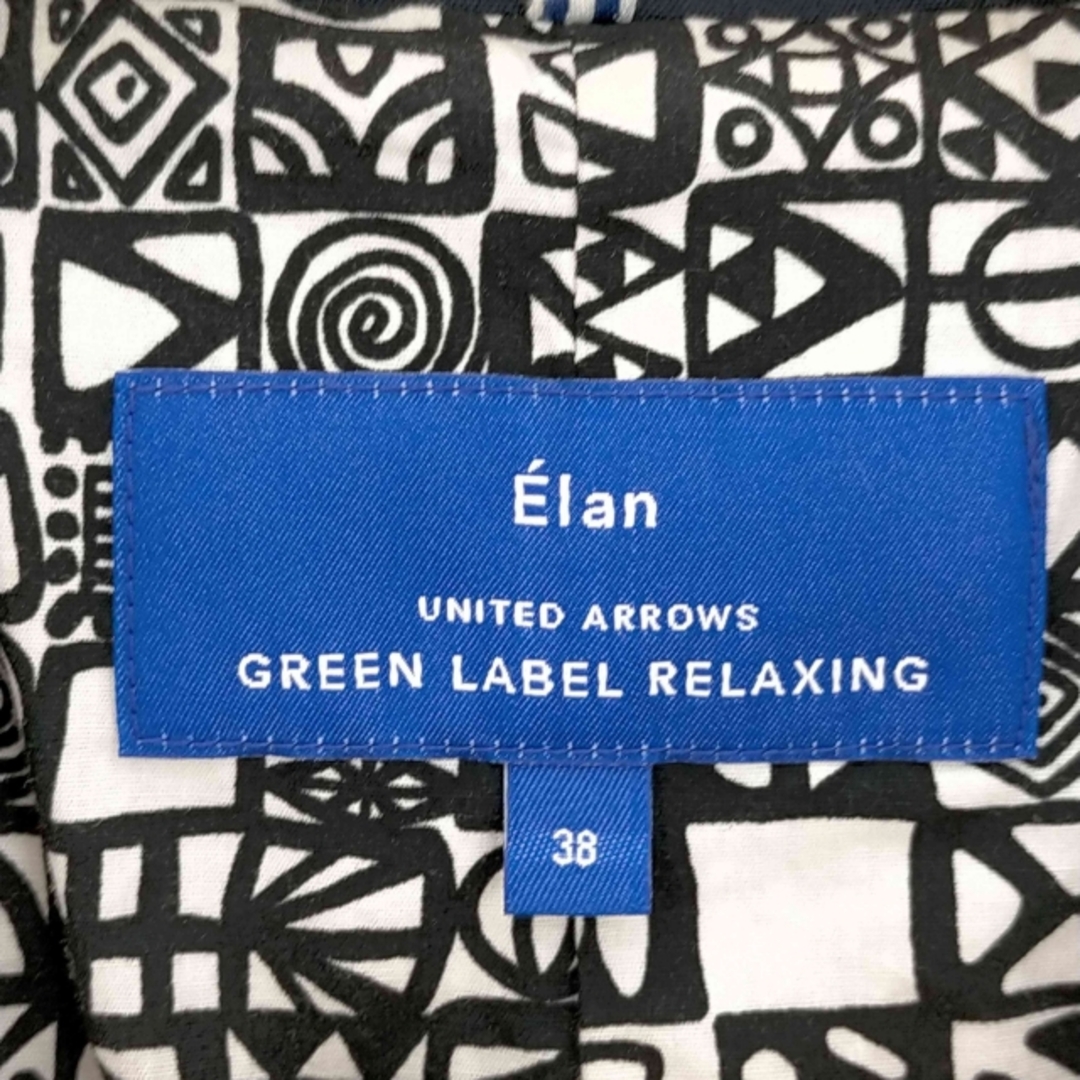 Élan
UNITED ARROWS
GREEN LABEL RELAXING
38